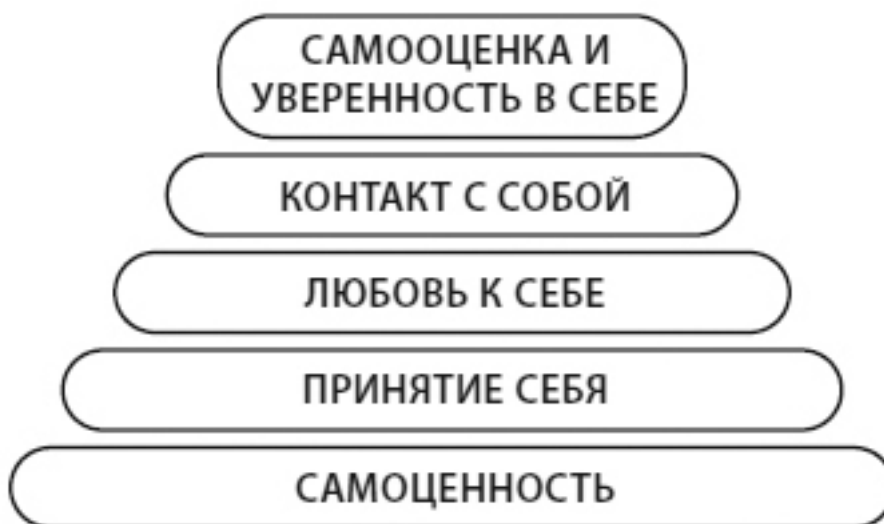 САМООЦЕНКА И
УВЕРЕННОСТЬ В СЕБЕ
КОНТАКТ С СОБОЙ
ЛЮБОВЬ К СЕБЕ
ПРИНЯТИЕ СЕБЯ
САМОЦЕННОСТЬ